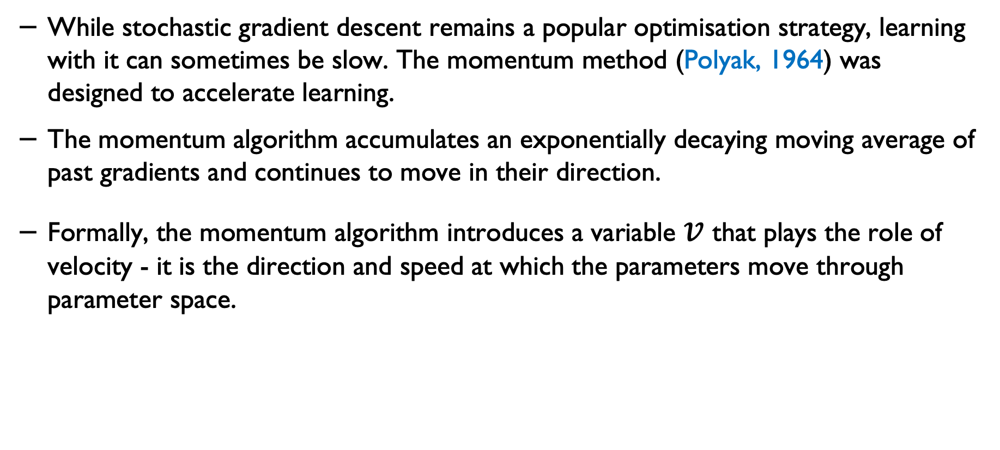 – While stochastic gradient descent remains a popular optimisation strategy, learning
with it can sometimes be slow. The momentum method (Polyak, 1964) was
designed to accelerate learning.
– The momentum algorithm accumulates an exponentially decaying moving average of
past gradients and continues to move in their direction.
– Formally, the momentum algorithm introduces a variable 𝒗 that plays the role of
velocity - it is the direction and speed at which the parameters move through
parameter space.